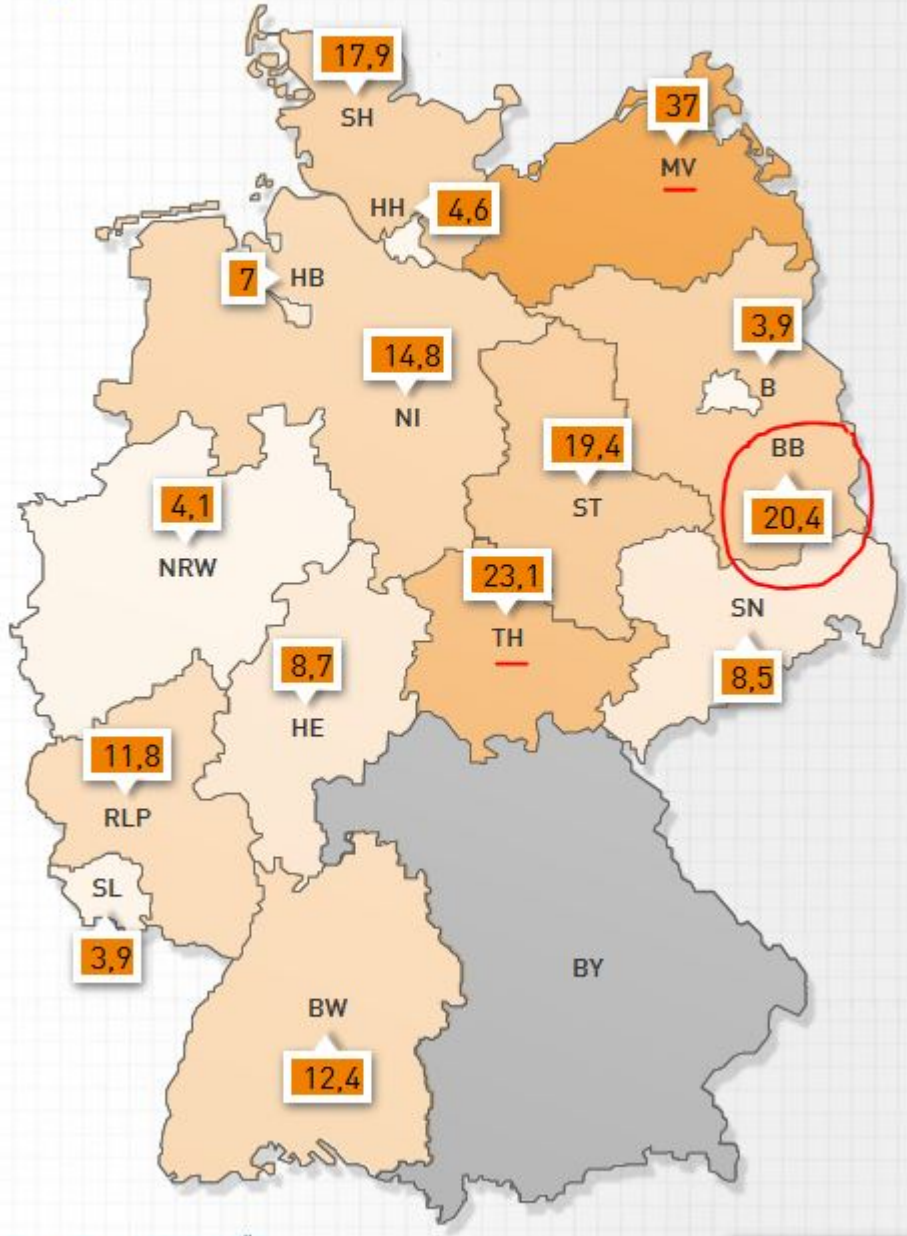 17,9
SH
37
MV
HH
4,6
7
HB
3,9
B
14,8
NI
BB
20,4
19,4
ST
4,1
NRW
23,1
TH
SN
8,5
8,7
HE
11,8
RLP
SL
3,9
BY
BW
12,4